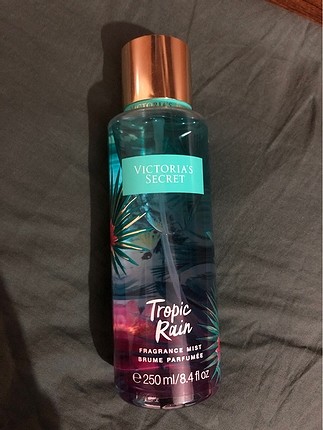 VICTORIA'S
SECRET
Tropic
Rain
FRAGRANCE MIST
BRUME PARFUMÉE
℮ 250 ml/8.4 fl oz